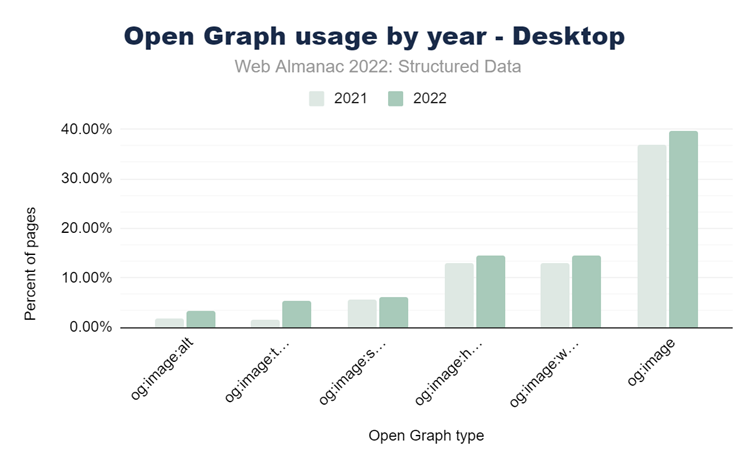 Open Graph usage by year - Desktop
Web Almanac 2022: Structured Data
2021 2022
40.00%
30.00%
20.00%
10.00%
0.00%
Percent of pages
og:image:alt
og:image:t…
og:image:s…
og:image:h…
og:image:w…
og:image
Open Graph type